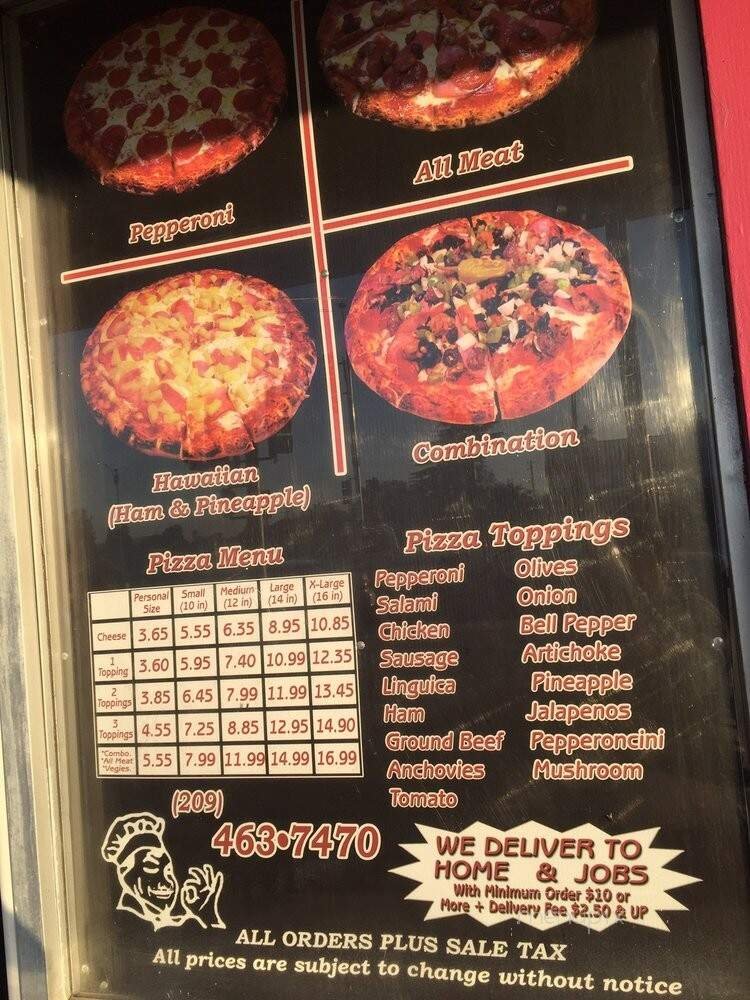 Pepperoni
All Meat
Hawaiian
(Ham & Pineapple)
Combination
Pizza Menu
Personal Size Small (10 in) Medium (12 in) Large (14 in) X-Large (16 in)
Cheese 3.65 5.55 6.35 8.95 10.85
1 Topping 3.60 5.95 7.40 10.99 12.35
2 Toppings 3.85 6.45 7.99 11.99 13.45
3 Toppings 4.55 7.25 8.85 12.95 14.90
*Combo. *All Meat *Vegies. 5.55 7.99 11.99 14.99 16.99
Pizza Toppings
Pepperoni
Salami
Chicken
Sausage
Linguica
Ham
Ground Beef
Anchovies
Tomato
Olives
Onion
Bell Pepper
Artichoke
Pineapple
Jalapenos
Pepperoncini
Mushroom
(209)
463•7470
WE DELIVER TO
HOME & JOBS
With Minimum Order $10 or
More + Delivery Fee $2.50 & UP
ALL ORDERS PLUS SALE TAX
All prices are subject to change without notice